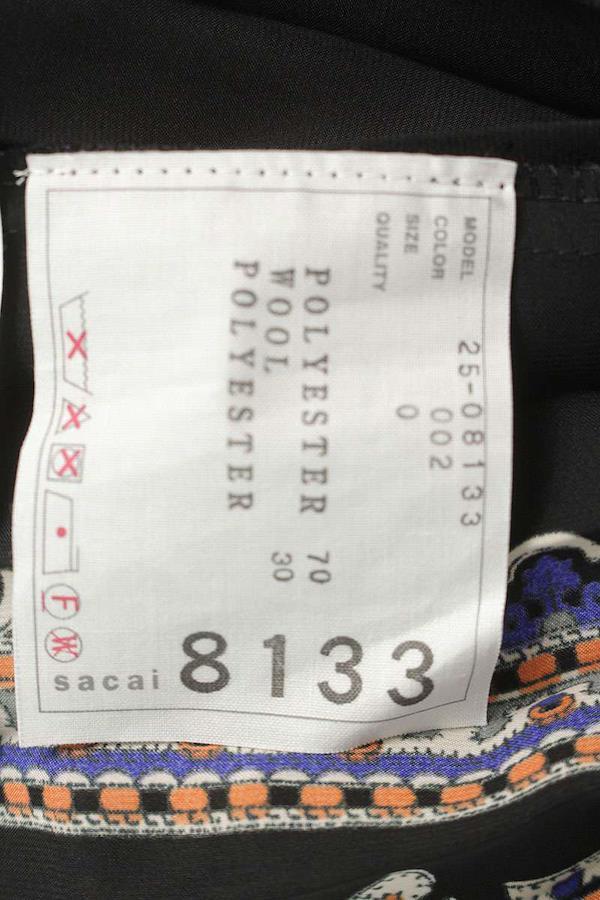 MODEL 25-08133
COLOR 002
SIZE 0
QUALITY
POLYESTER 70
WOOL 30
POLYESTER
F
W
sacai 8133